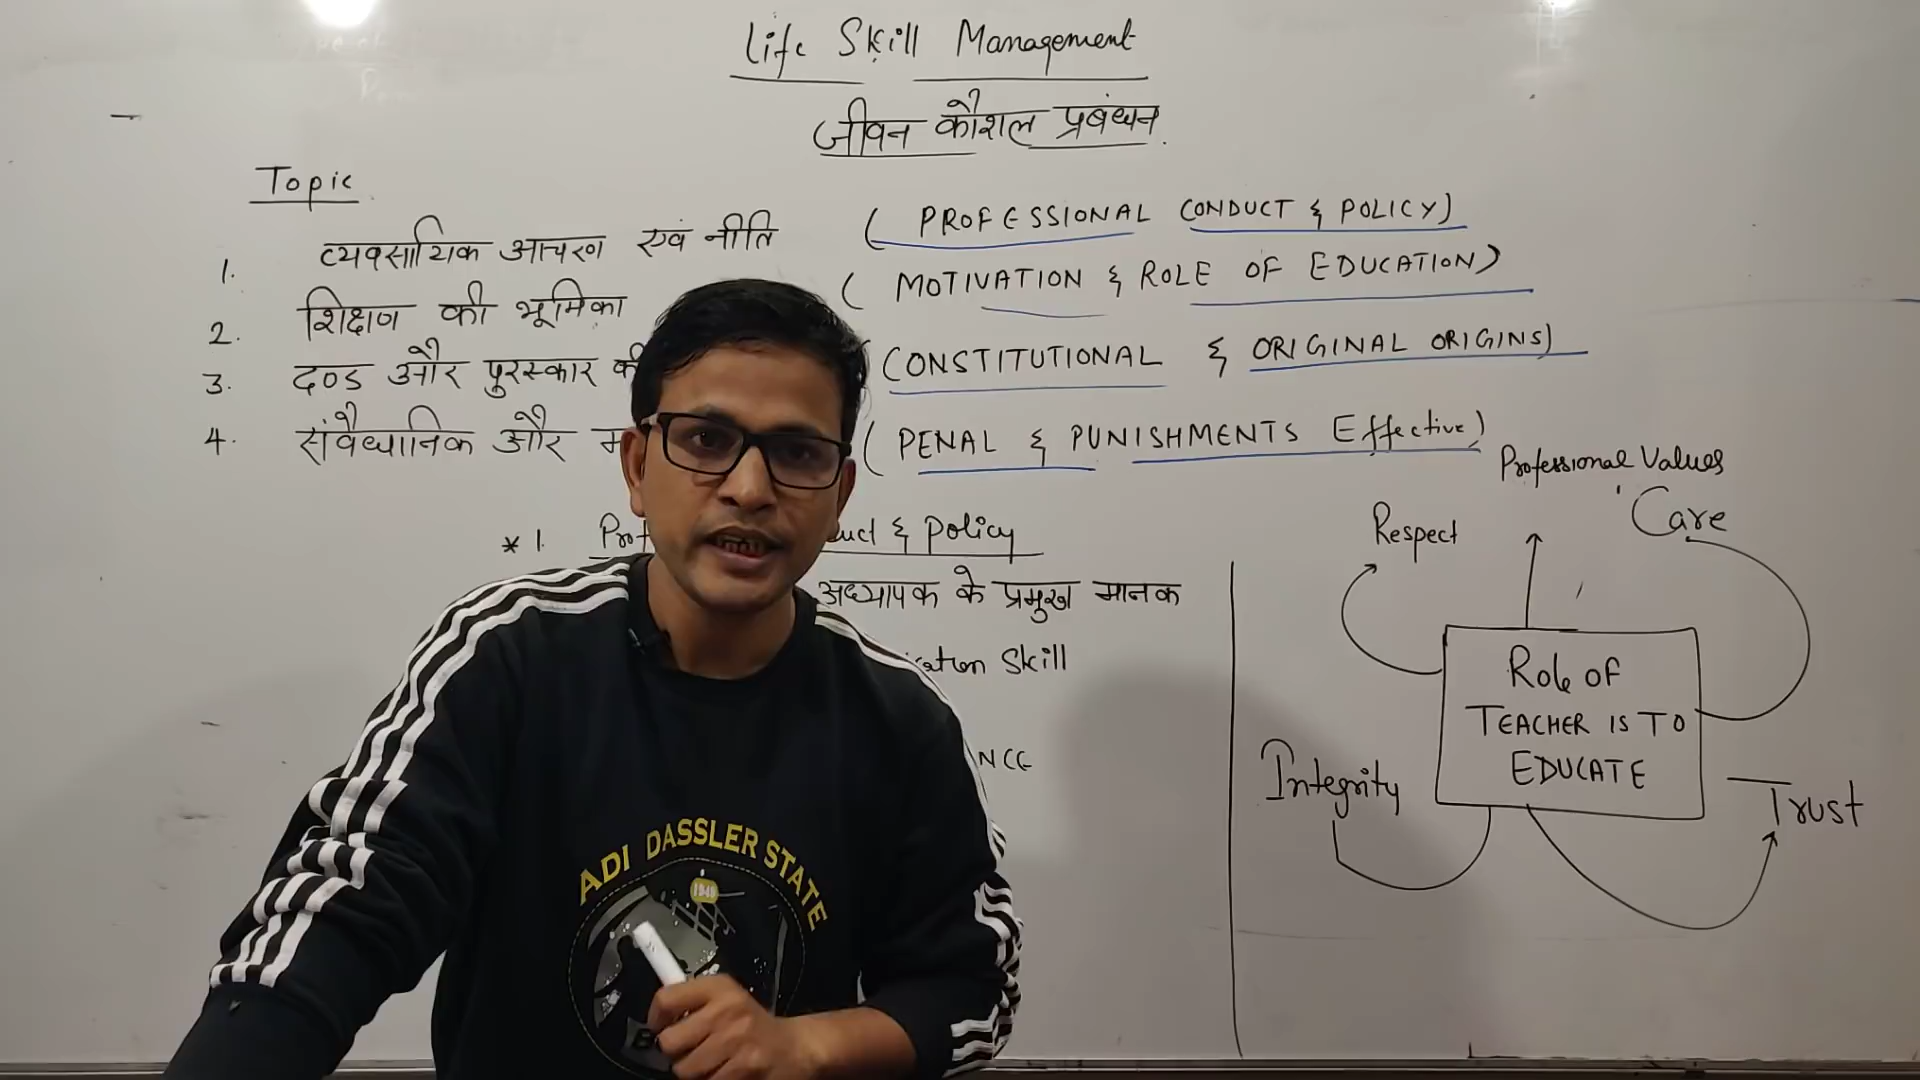 Life Skill Management
जीवन कौशल प्रबंधन
Topic
1. व्यवसायिक आचरण एवं नीति ( PROFESSIONAL CONDUCT & POLICY)
2. शिक्षण की भूमिका ( MOTIVATION & ROLE OF EDUCATION)
3. दण्ड और पुरस्कार की ( CONSTITUTIONAL & ORIGINAL ORIGINS)
4. संवैधानिक और ( PENAL & PUNISHMENTS Effective)
* 1. & policy
अध्यापक के प्रमुख मानक
Skill
Professional Values
Respect
Care
Role OF
TEACHER IS TO
EDUCATE
Integrity
Trust
ADI DASSLER STATE
1949